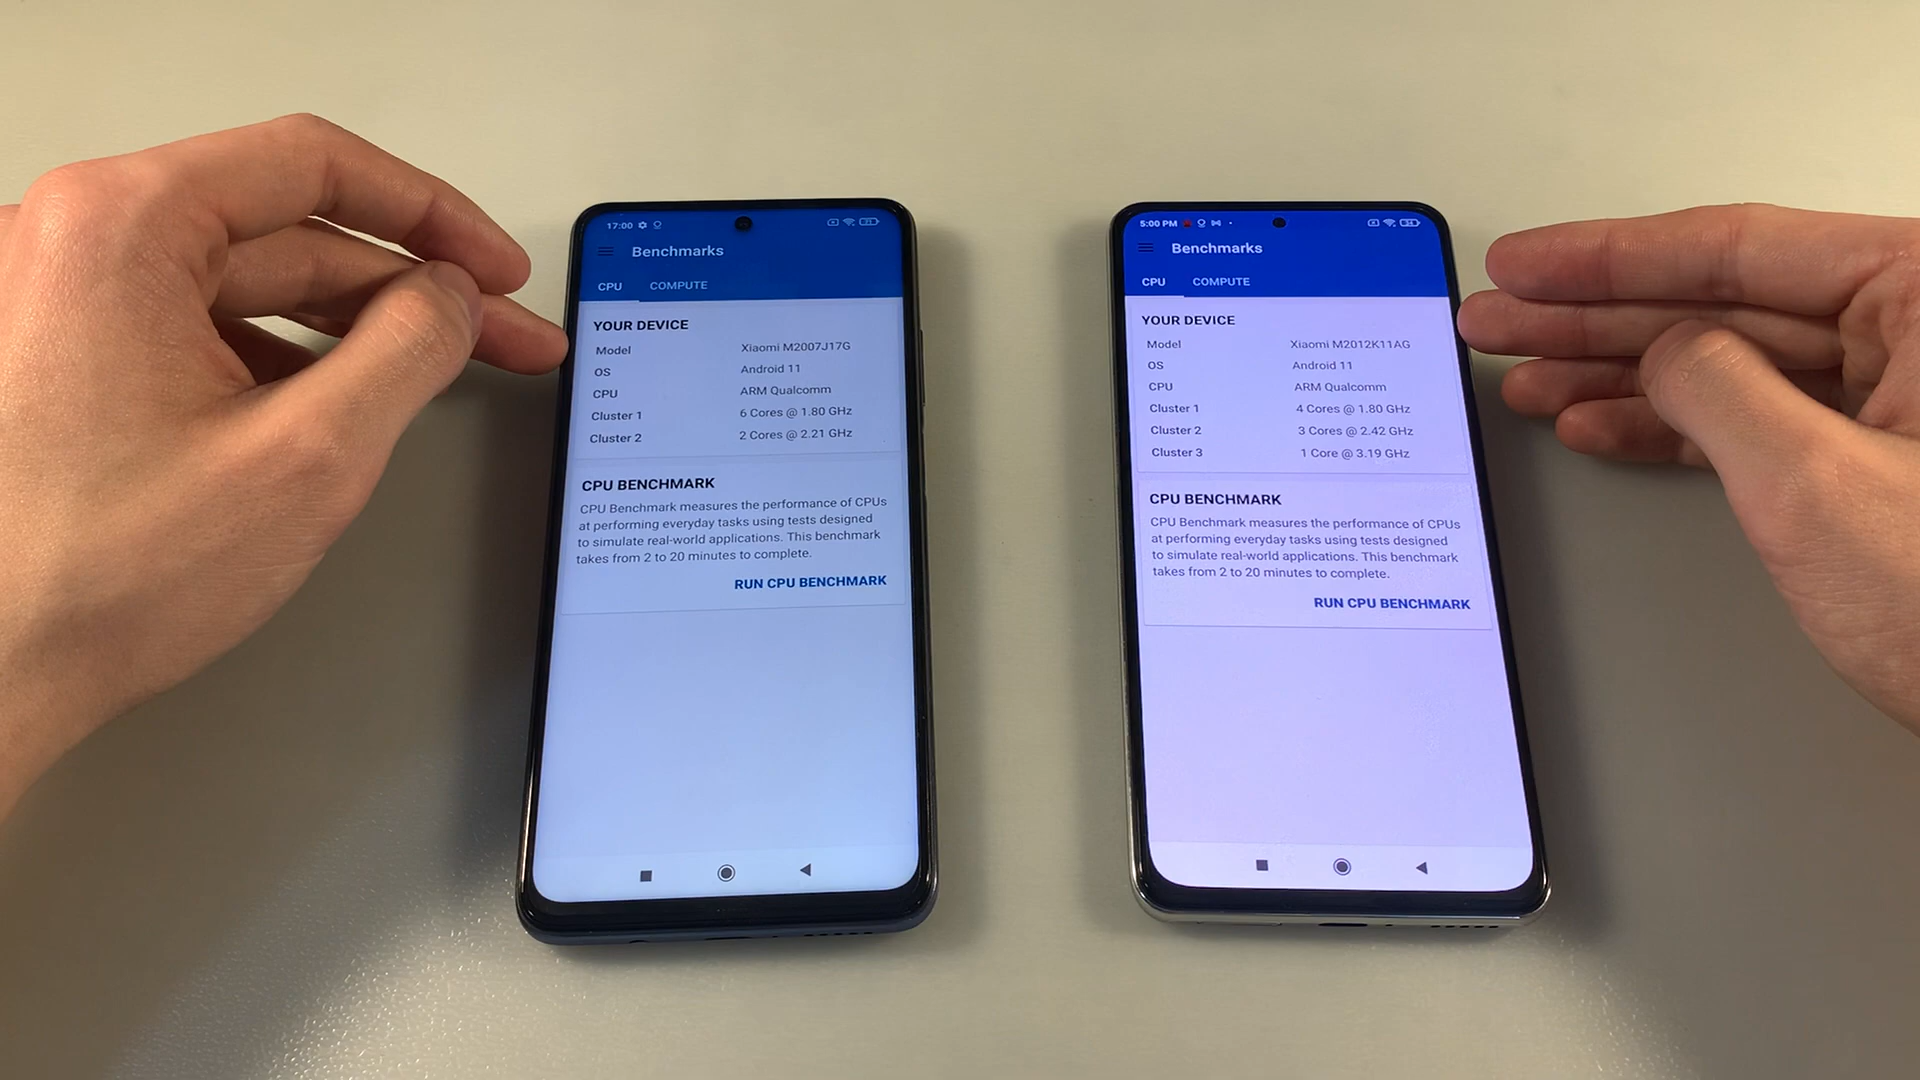 17:00
71
Benchmarks
CPU COMPUTE
YOUR DEVICE
Model Xiaomi M2007J17G
OS Android 11
CPU ARM Qualcomm
Cluster 1 6 Cores @ 1.80 GHz
Cluster 2 2 Cores @ 2.21 GHz
CPU BENCHMARK
CPU Benchmark measures the performance of CPUs
at performing everyday tasks using tests designed
to simulate real-world applications. This benchmark
takes from 2 to 20 minutes to complete.
RUN CPU BENCHMARK
5:00 PM
54
Benchmarks
CPU COMPUTE
YOUR DEVICE
Model Xiaomi M2012K11AG
OS Android 11
CPU ARM Qualcomm
Cluster 1 4 Cores @ 1.80 GHz
Cluster 2 3 Cores @ 2.42 GHz
Cluster 3 1 Core @ 3.19 GHz
CPU BENCHMARK
CPU Benchmark measures the performance of CPUs
at performing everyday tasks using tests designed
to simulate real-world applications. This benchmark
takes from 2 to 20 minutes to complete.
RUN CPU BENCHMARK